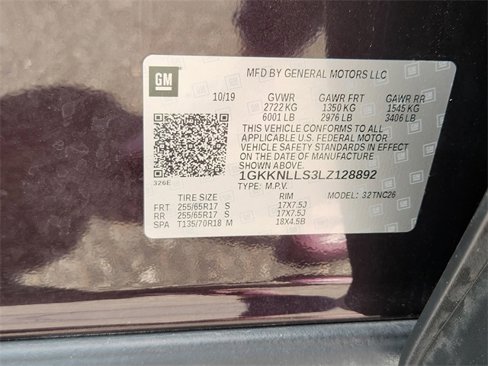 GM
MFD BY GENERAL MOTORS LLC
10/19 GVWR GAWR FRT GAWR RR
2722 KG 1350 KG 1545 KG
6001 LB 2976 LB 3406 LB
THIS VEHICLE CONFORMS TO ALL
APPLICABLE U.S. FEDERAL MOTOR
VEHICLE SAFETY STANDARDS IN EFFECT
ON THE DATE OF MANUFACTURE
SHOWN ABOVE.
1GKKNLLS3LZ128892
326E
TYPE: M.P.V. MODEL: 32TNC26
TIRE SIZE RIM
FRT 255/65R17 S 17X7.5J
RR 255/65R17 S 17X7.5J
SPA T135/70R18 M 18X4.5B